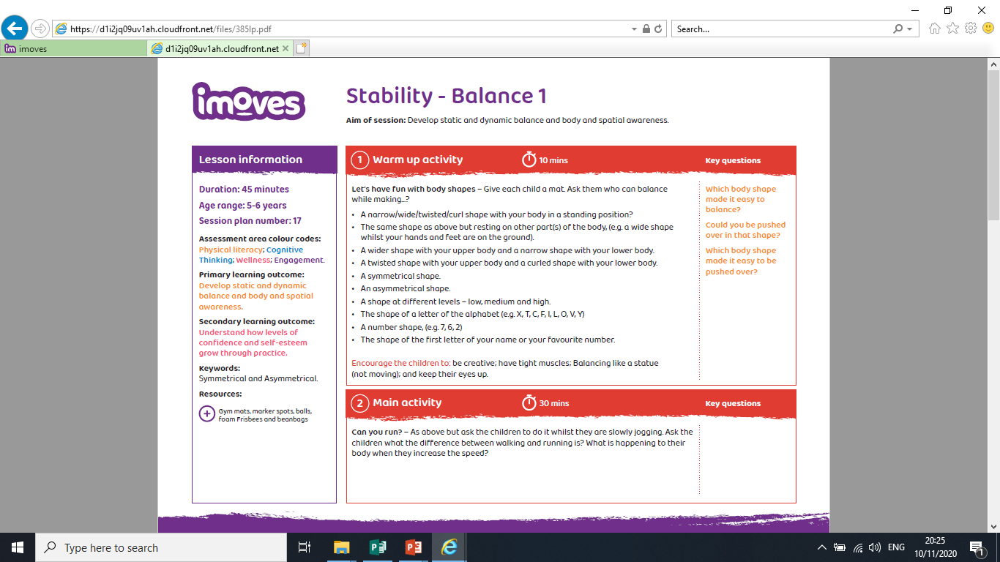 https://d1i2jq09uv1ah.cloudfront.net/files/385lp.pdf
Search...
im imoves
d1i2jq09uv1ah.cloudfront.net
imoves
Stability - Balance 1
Aim of session: Develop static and dynamic balance and body and spatial awareness.
Lesson information
Duration: 45 minutes
Age range: 5-6 years
Session plan number: 17
Assessment area colour codes:
Physical literacy; Cognitive
Thinking; Wellness; Engagement.
Primary learning outcome:
Develop static and dynamic
balance and body and spatial
awareness.
Secondary learning outcome:
Understand how levels of
confidence and self-esteem
grow through practice.
Keywords:
Symmetrical and Asymmetrical.
Resources:
Gym mats, marker spots, balls,
foam Frisbees and beanbags
1 Warm up activity 10 mins Key questions
Let's have fun with body shapes – Give each child a mat. Ask them who can balance
while making...?
• A narrow/wide/twisted/curl shape with your body in a standing position?
• The same shape as above but resting on other part(s) of the body, (e.g. a wide shape
whilst your hands and feet are on the ground).
• A wider shape with your upper body and a narrow shape with your lower body.
• A twisted shape with your upper body and a curled shape with your lower body.
• A symmetrical shape.
• An asymmetrical shape.
• A shape at different levels – low, medium and high.
• The shape of a letter of the alphabet (e.g. X, T, C, F, I, L, O, V, Y)
• A number shape, (e.g. 7, 6, 2)
• The shape of the first letter of your name or your favourite number.
Encourage the children to: be creative; have tight muscles; Balancing like a statue
(not moving); and keep their eyes up.
Which body shape
made it easy to
balance?
Could you be pushed
over in that shape?
Which body shape
made it easy to be
pushed over?
2 Main activity 30 mins Key questions
Can you run? – As above but ask the children to do it whilst they are slowly jogging. Ask the
children what the difference between walking and running is? What is happening to their
body when they increase the speed?
Type here to search
ENG
20:25
10/11/2020
1